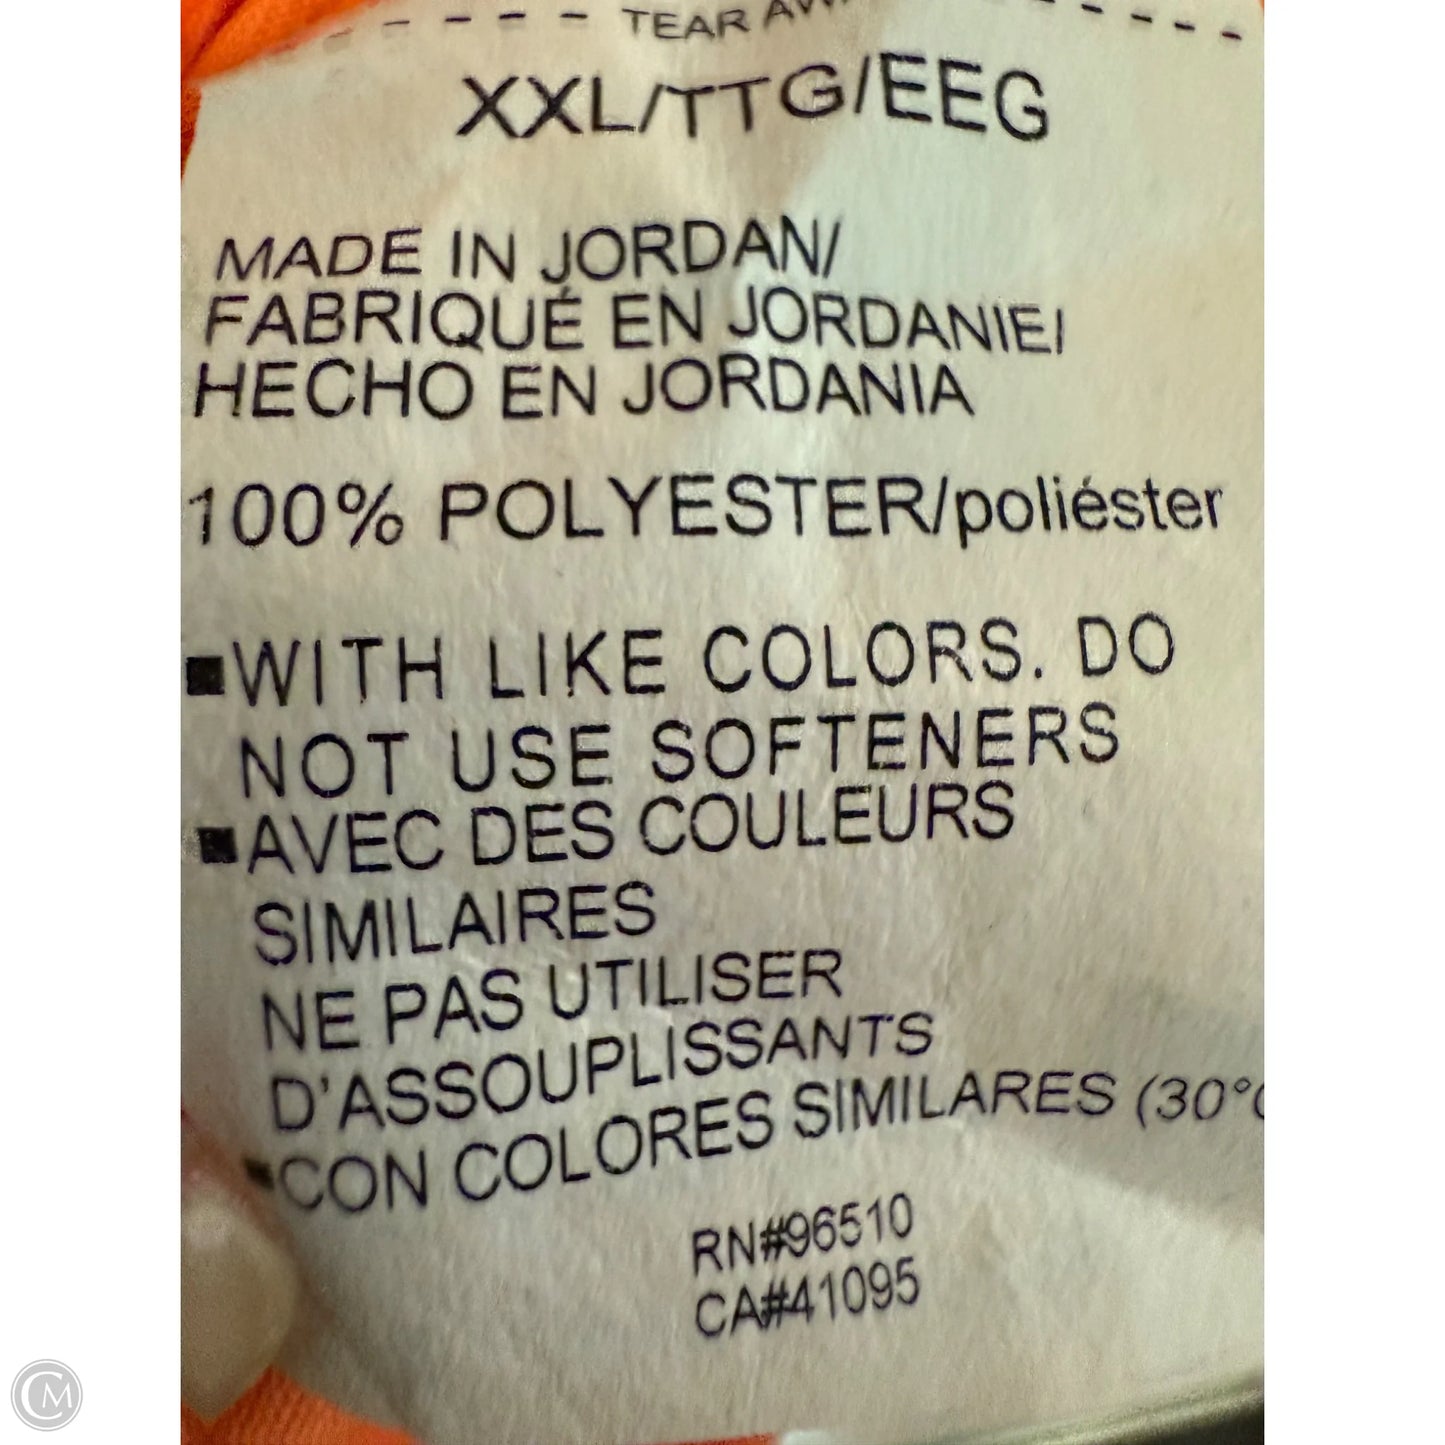 TEAR
XXL/TTG/EEG
MADE IN JORDAN/
FABRIQUÉ EN JORDANIE/
HECHO EN JORDANIA
100% POLYESTER/poliéster
■WITH LIKE COLORS. DO
NOT USE SOFTENERS
■AVEC DES COULEURS
SIMILAIRES
NE PAS UTILISER
D'ASSOUPLISSANTS
▪CON COLORES SIMILARES (30°
RN#96510
CA#41095
CM